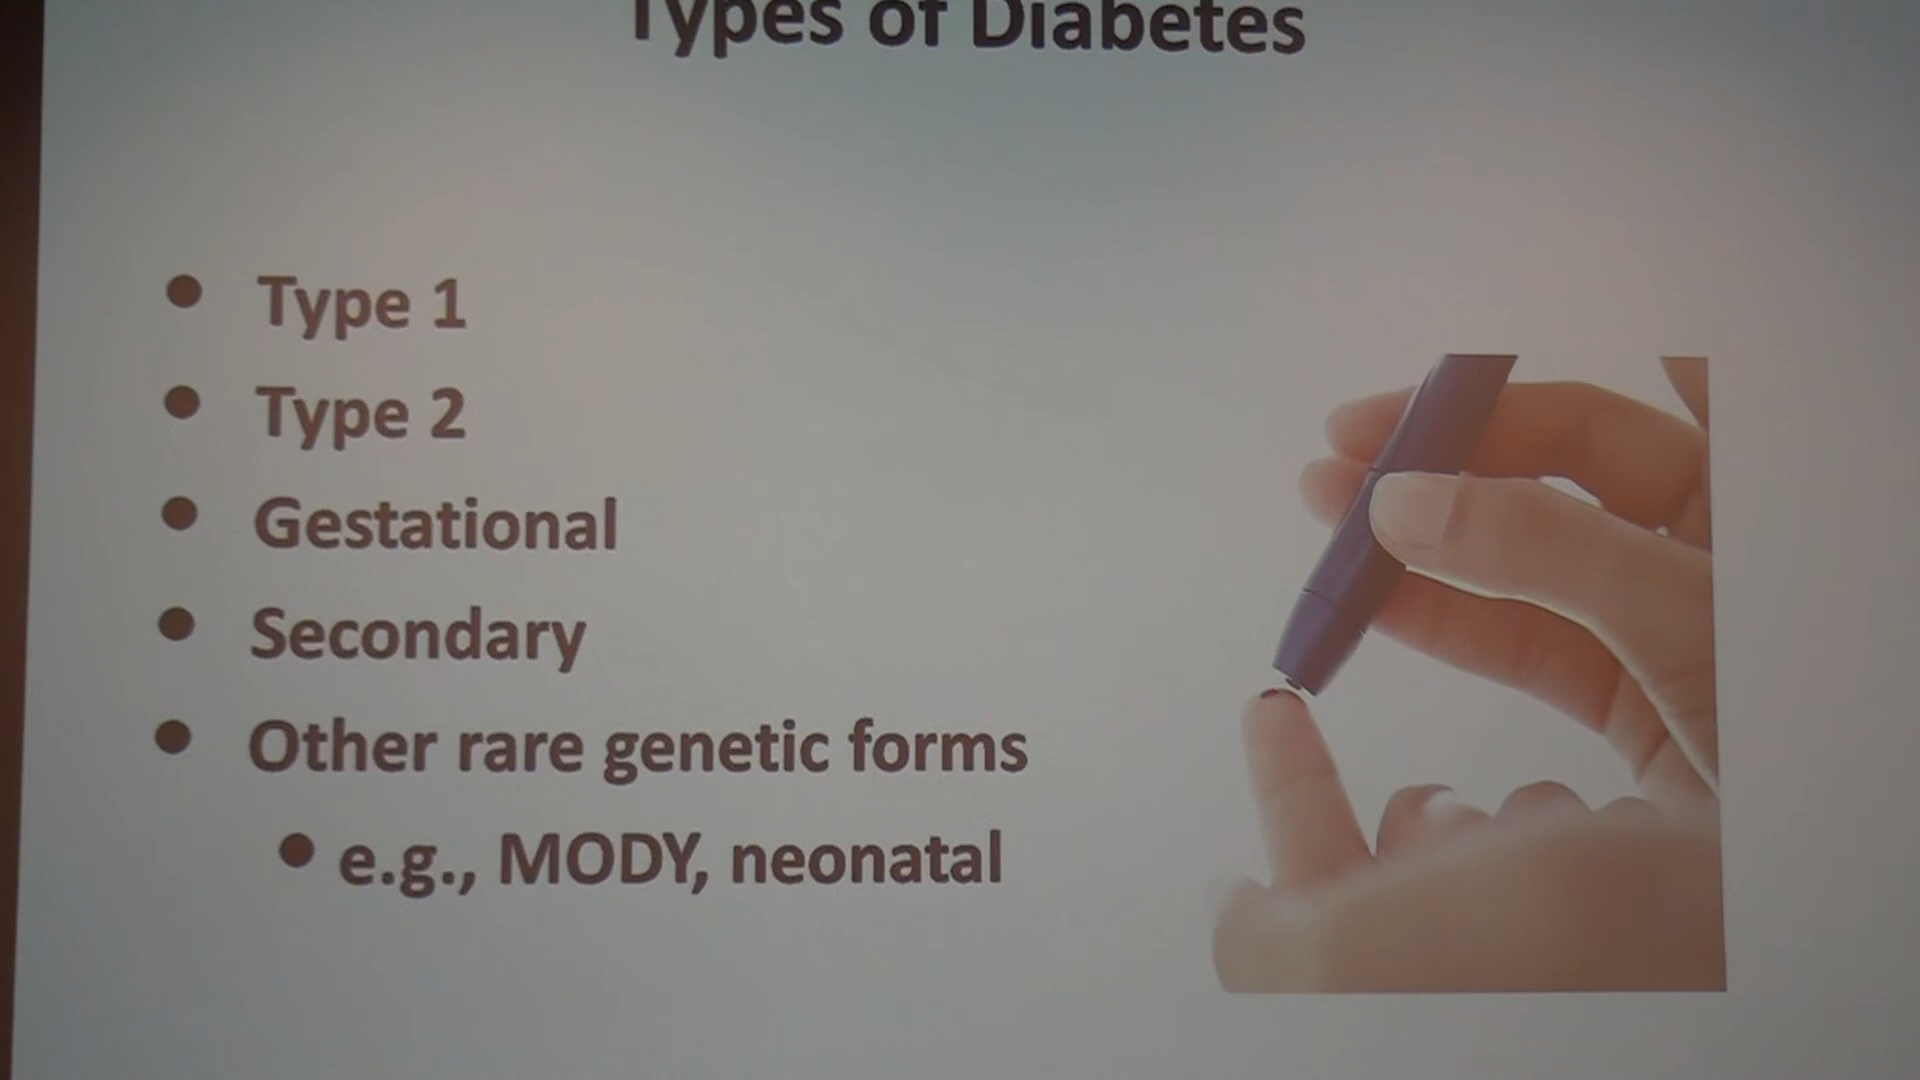 Types of Diabetes
• Type 1
• Type 2
• Gestational
• Secondary
• Other rare genetic forms
• e.g., MODY, neonatal